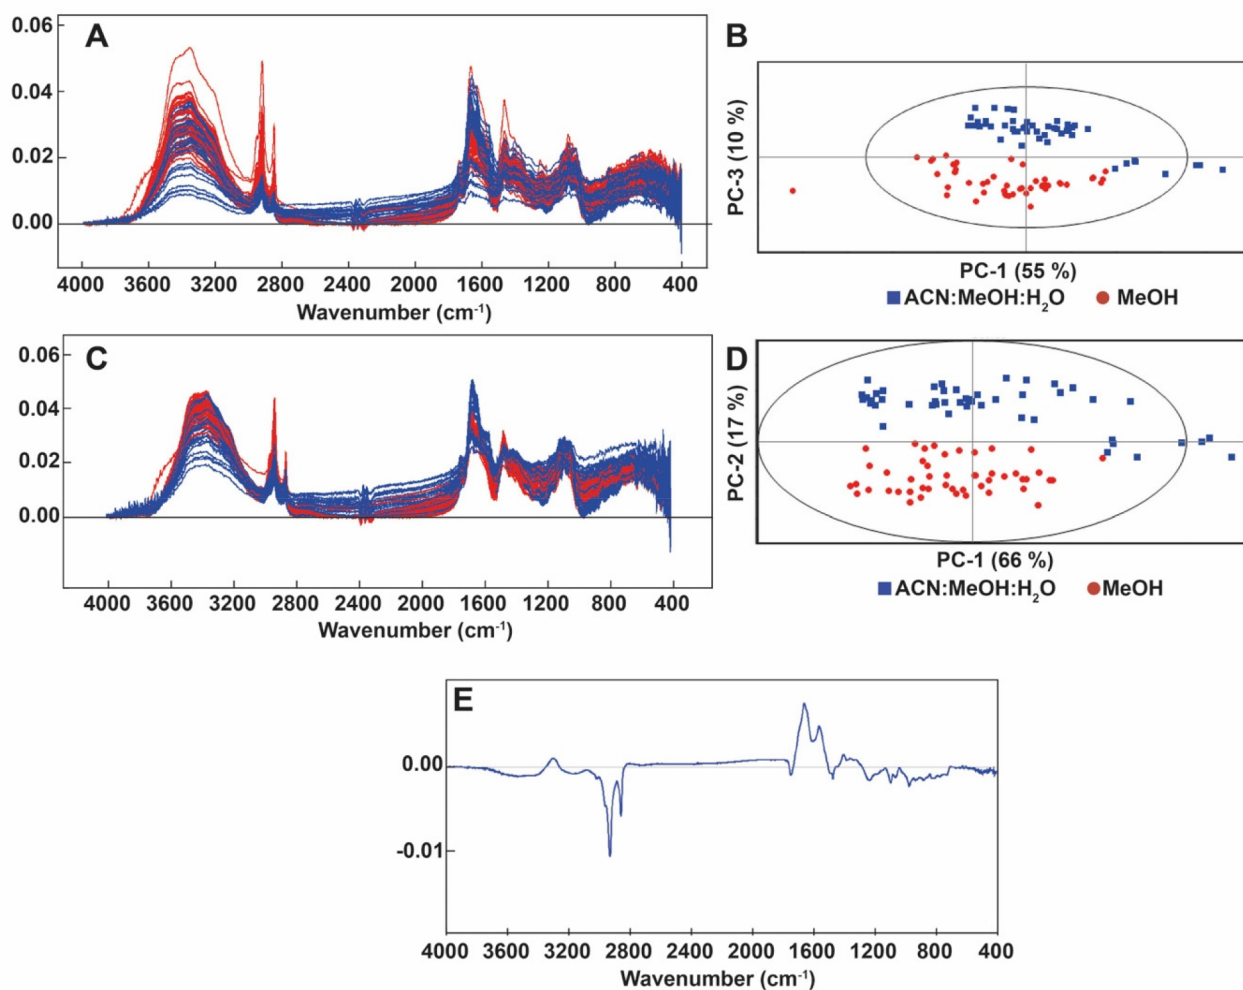 A
0.06
0.04
0.02
0.00
4000 3600 3200 2800 2400 2000 1600 1200 800 400
Wavenumber (cm⁻¹)
B
PC-3 (10 %)
PC-1 (55 %)
ACN:MeOH:H₂O MeOH
C
0.06
0.04
0.02
0.00
4000 3600 3200 2800 2400 2000 1600 1200 800 400
Wavenumber (cm⁻¹)
D
PC-2 (17 %)
PC-1 (66 %)
ACN:MeOH:H₂O MeOH
E
0.00
-0.01
4000 3600 3200 2800 2400 2000 1600 1200 800 400
Wavenumber (cm⁻¹)